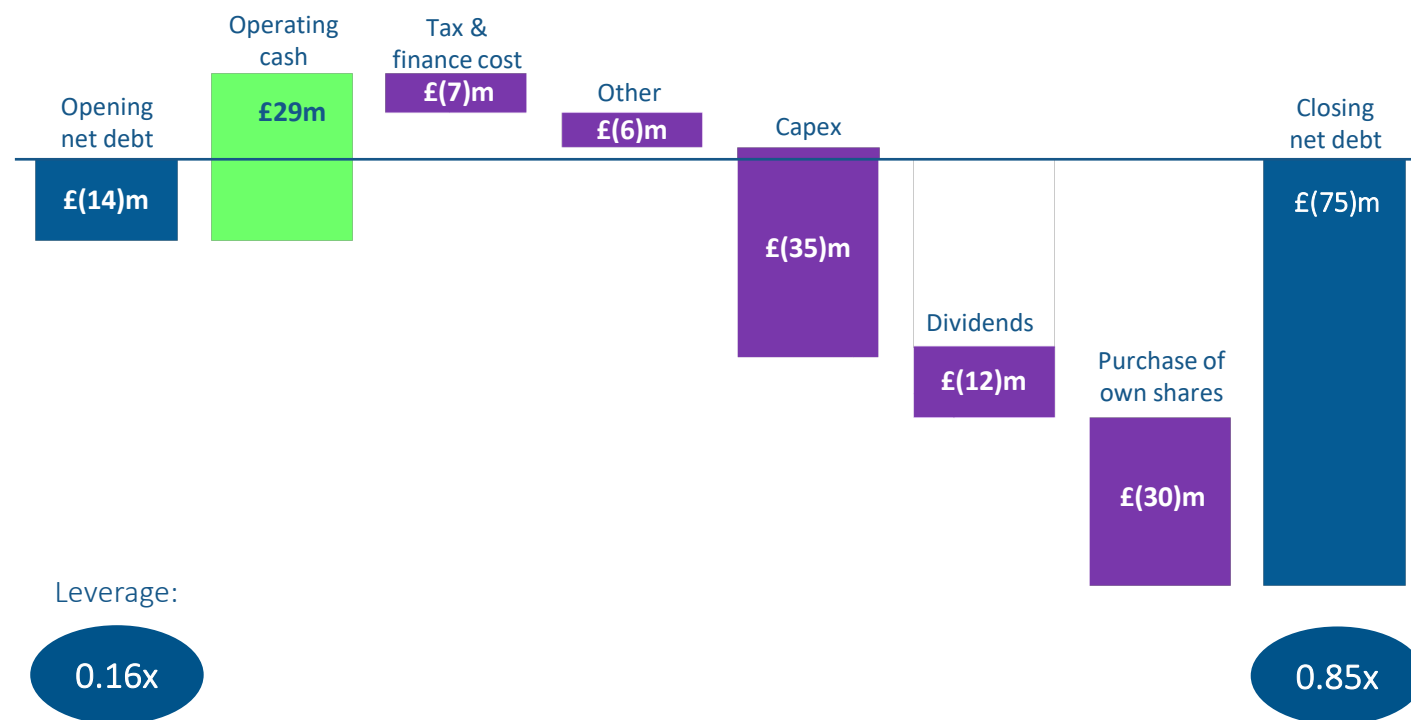 Opening
net debt
£(14)m
Operating
cash
£29m
Tax &
finance cost
£(7)m
Other
£(6)m
Capex
£(35)m
Dividends
£(12)m
Purchase of
own shares
£(30)m
Closing
net debt
£(75)m
Leverage:
0.16x
0.85x